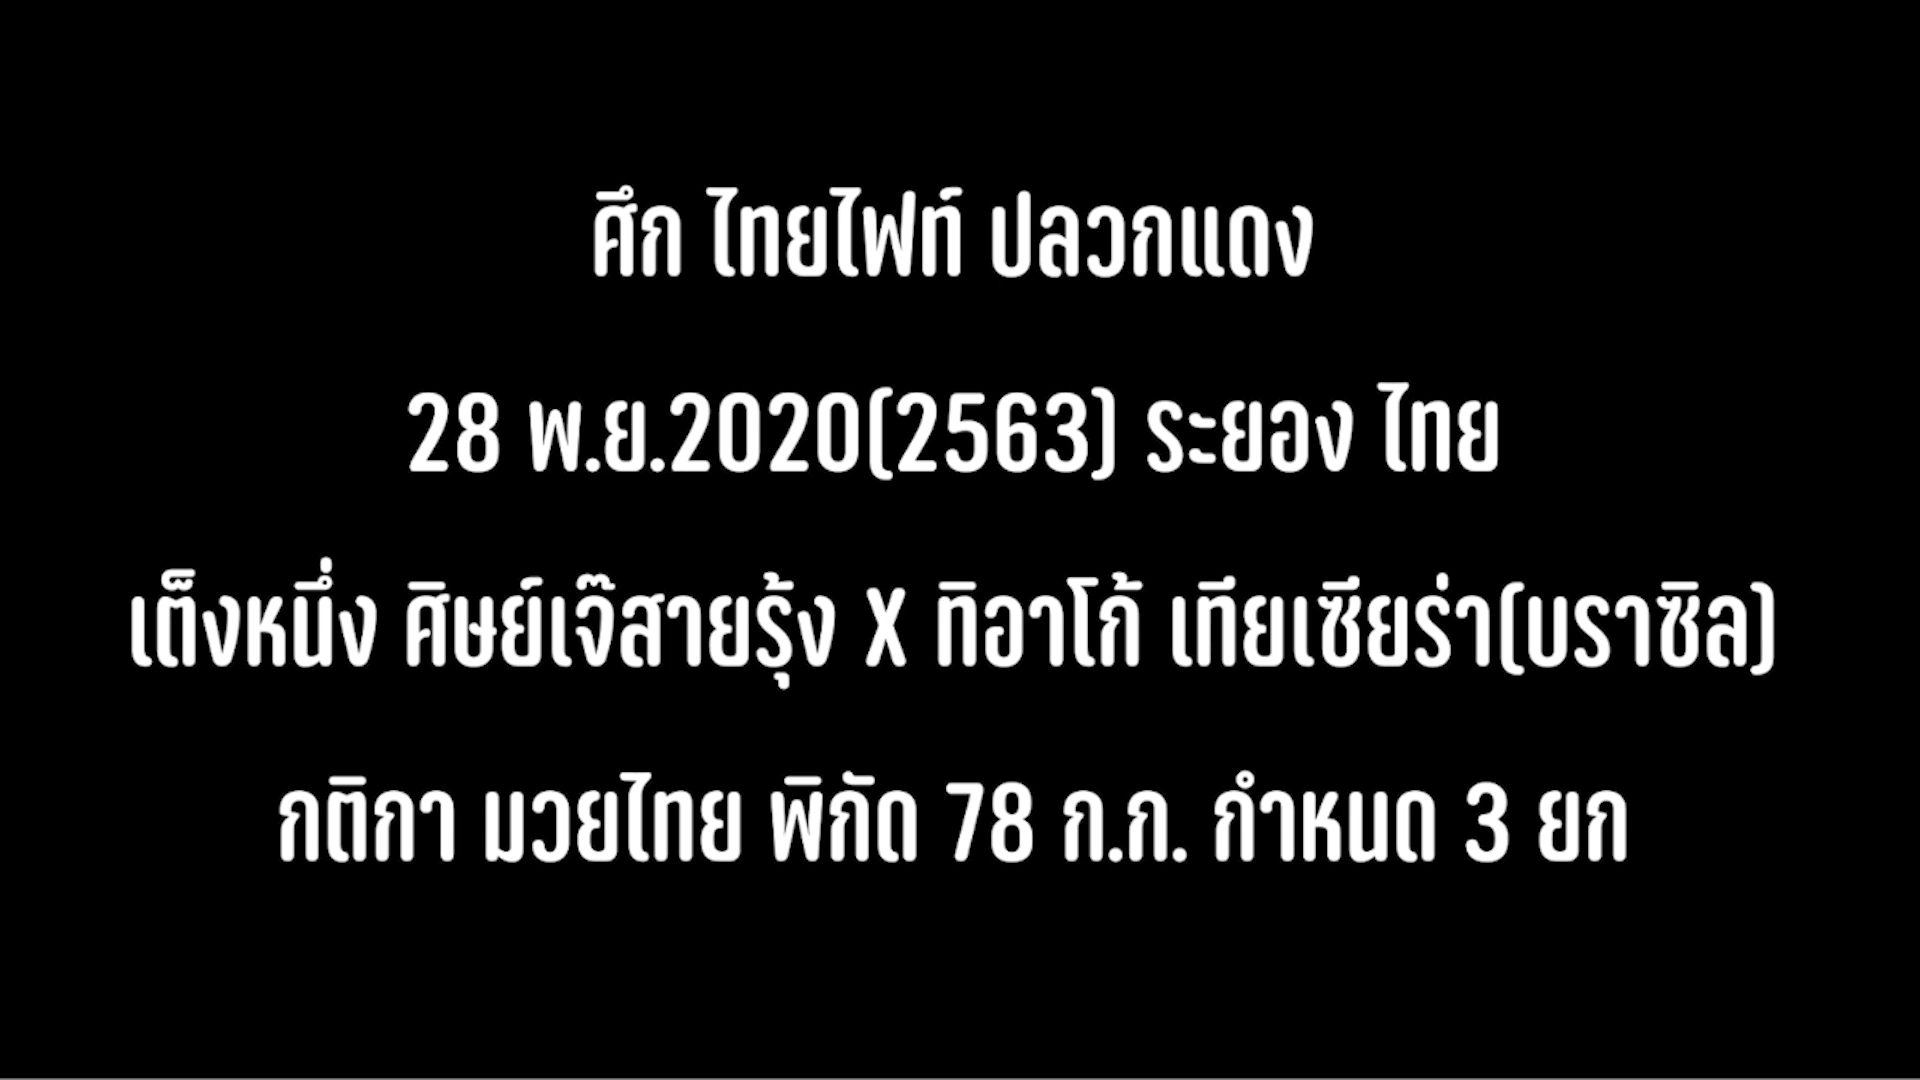 ศึก ไทยไฟท์ ปลวกแดง
28 พ.ย.2020(2563) ระยอง ไทย
เต็งหนึ่ง ศิษย์เจ๊สายรุ้ง X ทิอาโก้ เทียเซียร่า(บราซิล)
กติกา มวยไทย พิกัด 78 ก.ก. กำหนด 3 ยก